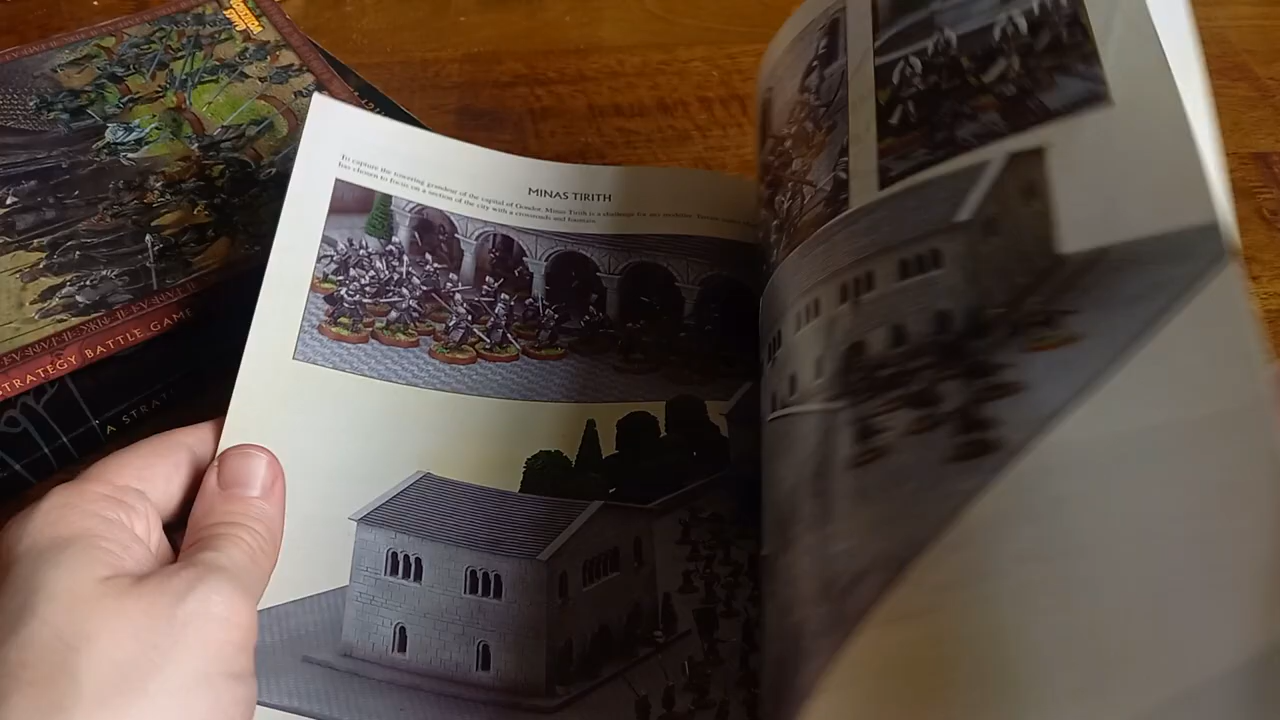 STRATEGY BATTLE GAME
A STRAT
MINAS TIRITH
To capture the towering grandeur of the capital of Gondor, Minas Tirith is a challenge for any modeller.
has chosen to focus on a section of the city with a crossroads and fountain.